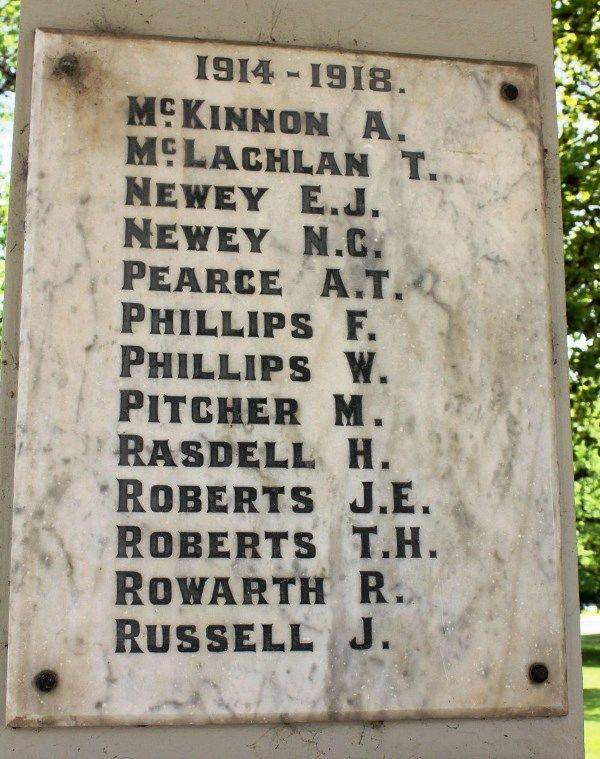 1914 - 1918.
McKINNON A.
McLACHLAN T.
NEWEY E.J.
NEWEY N.C.
PEARCE A.T.
PHILLIPS F.
PHILLIPS W.
PITCHER M.
RASDELL H.
ROBERTS J.E.
ROBERTS T.H.
ROWARTH R.
RUSSELL J.